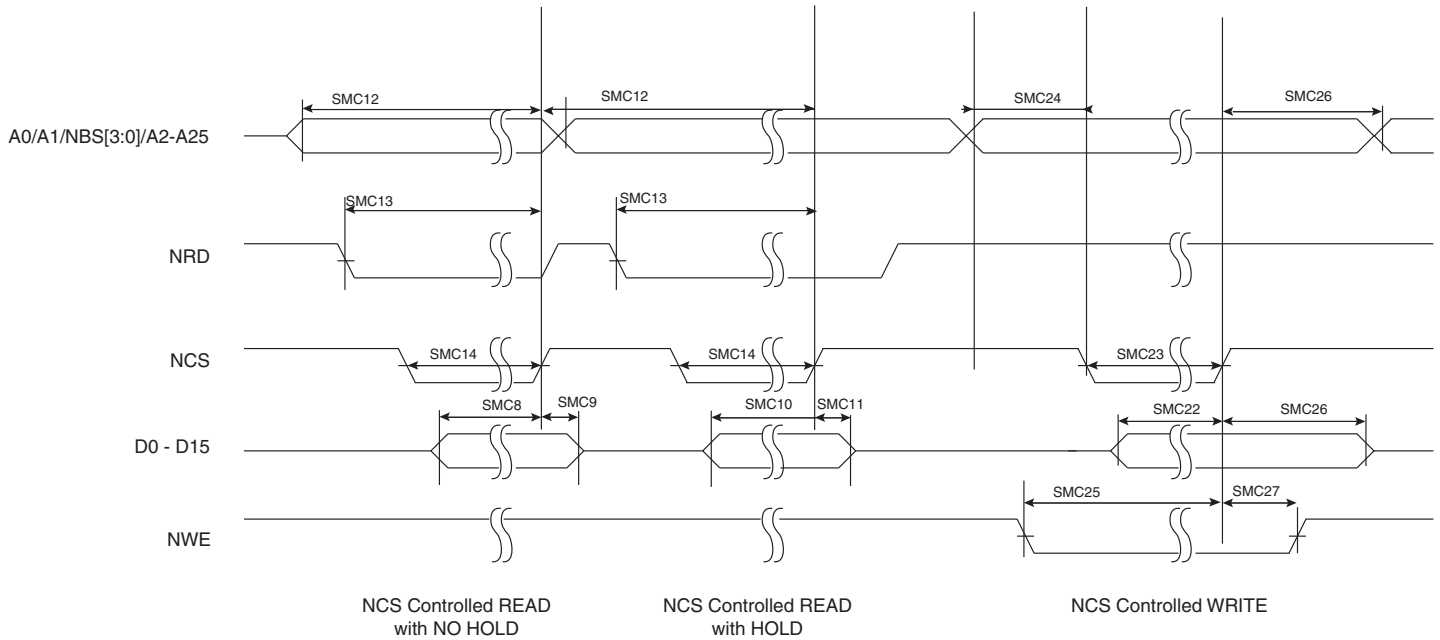 SMC12
SMC12
SMC24
SMC26
A0/A1/NBS[3:0]/A2-A25
SMC13
SMC13
NRD
NCS
SMC14
SMC14
SMC23
SMC8
SMC9
SMC10
SMC11
SMC22
SMC26
D0 - D15
SMC25
SMC27
NWE
NCS Controlled READ
with NO HOLD
NCS Controlled READ
with HOLD
NCS Controlled WRITE